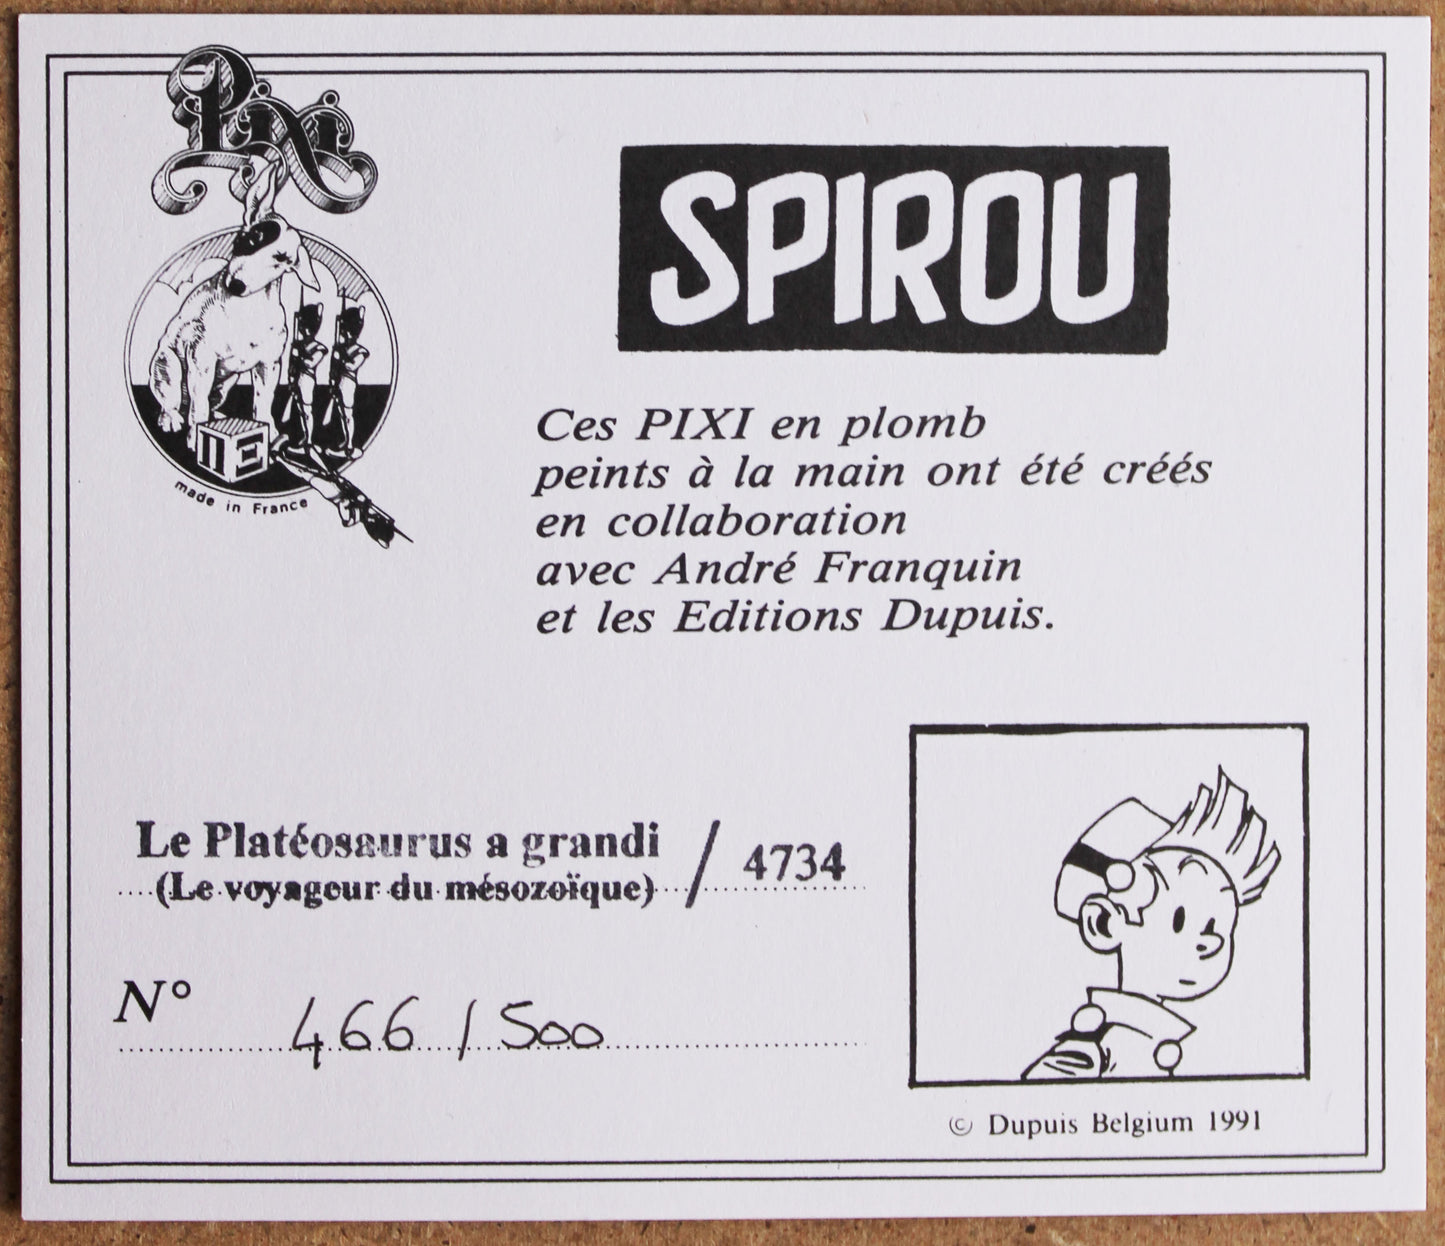 Pixi
made in France
SPIROU
Ces PIXI en plomb
peints à la main ont été créés
en collaboration
avec André Franquin
et les Editions Dupuis.
Le Platéosaurus a grandi / 4734
(Le voyageur du mésozoïque)
N° 466 / 500
© Dupuis Belgium 1991